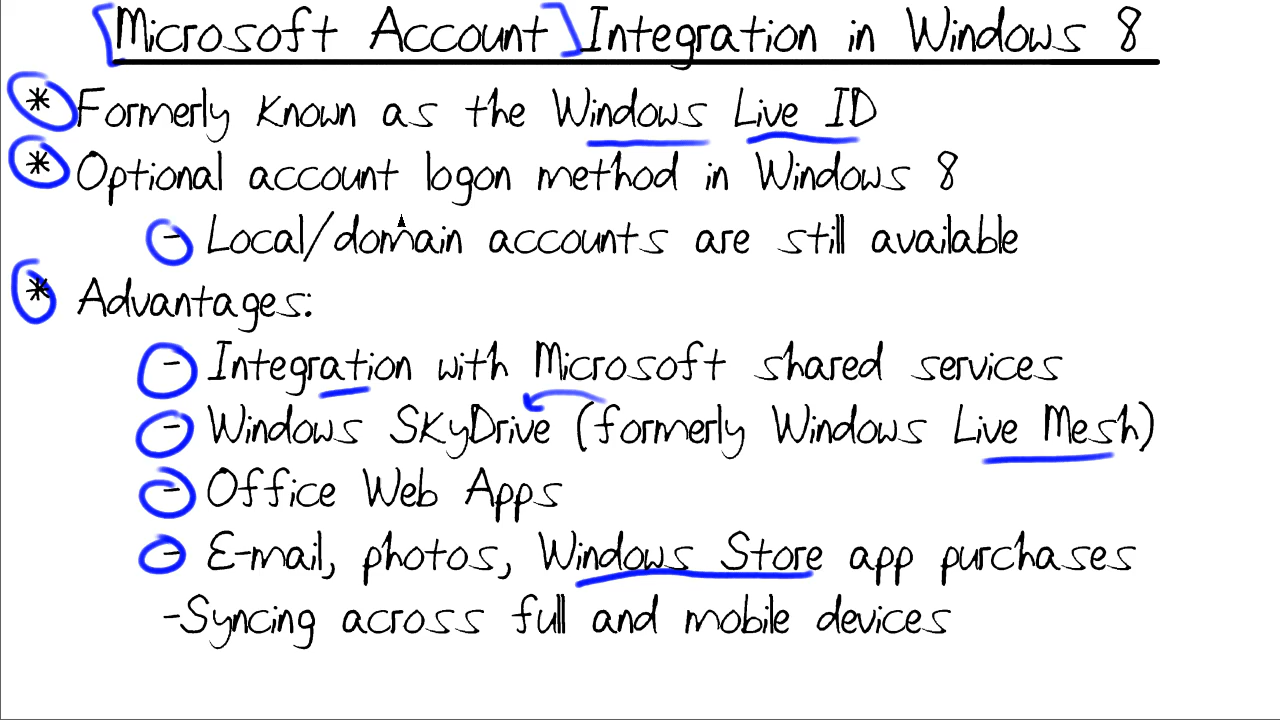 Microsoft Account Integration in Windows 8
* Formerly known as the Windows Live ID
* Optional account logon method in Windows 8
- Local/domain accounts are still available
* Advantages:
- Integration with Microsoft shared services
- Windows SkyDrive (formerly Windows Live Mesh)
- Office Web Apps
- E-mail, photos, Windows Store app purchases
-Syncing across full and mobile devices